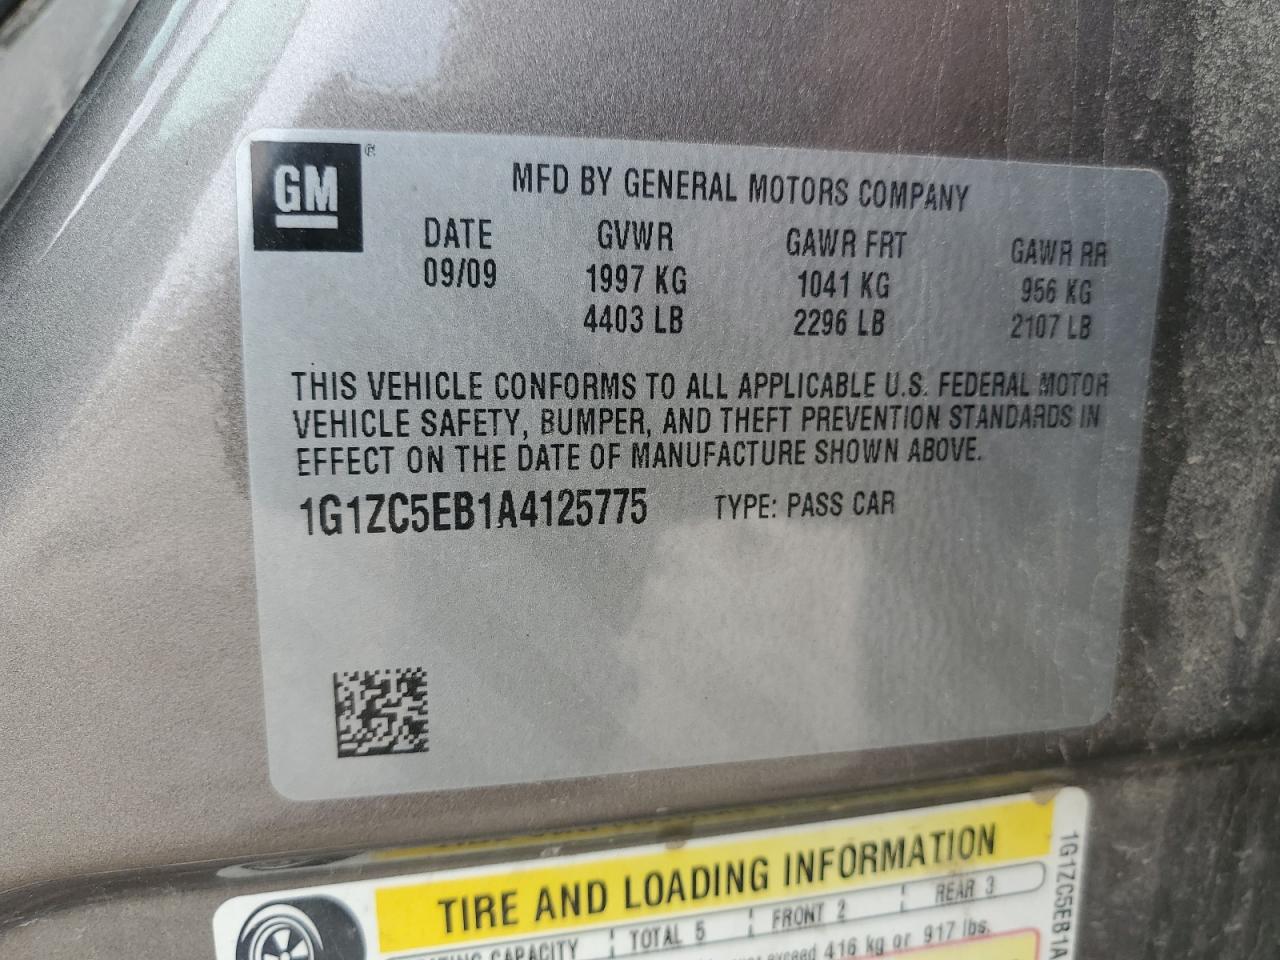 GM ®
MFD BY GENERAL MOTORS COMPANY
DATE GVWR GAWR FRT GAWR RR
09/09 1997 KG 1041 KG 956 KG
4403 LB 2296 LB 2107 LB
THIS VEHICLE CONFORMS TO ALL APPLICABLE U.S. FEDERAL MOTOR
VEHICLE SAFETY, BUMPER, AND THEFT PREVENTION STANDARDS IN
EFFECT ON THE DATE OF MANUFACTURE SHOWN ABOVE.
1G1ZC5EB1A4125775 TYPE: PASS CAR
TIRE AND LOADING INFORMATION
CAPACITY TOTAL 5 FRONT 2 REAR 3
exceed 416 kg or 917 lbs.
1G1ZC5EB1A